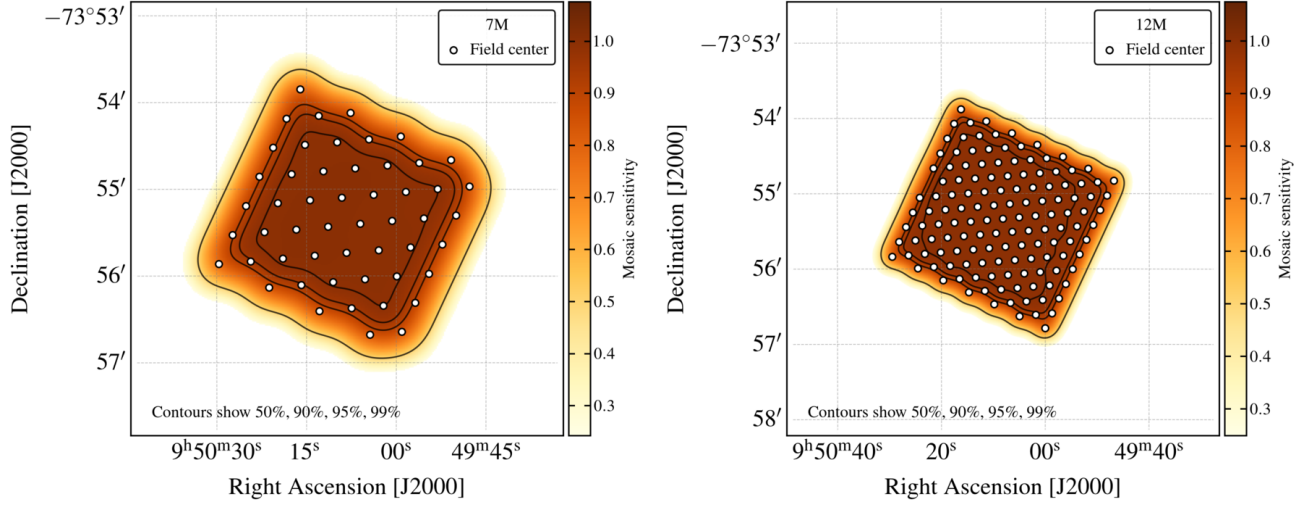 7M
Field center
−73°53′
54′
55′
56′
57′
Declination [J2000]
Contours show 50%, 90%, 95%, 99%
9ʰ50ᵐ30ˢ 15ˢ 00ˢ 49ᵐ45ˢ
Right Ascension [J2000]
1.0
0.9
0.8
0.7
0.6
0.5
0.4
0.3
Mosaic sensitivity
12M
Field center
−73°53′
54′
55′
56′
57′
58′
Declination [J2000]
Contours show 50%, 90%, 95%, 99%
9ʰ50ᵐ40ˢ 20ˢ 00ˢ 49ᵐ40ˢ
Right Ascension [J2000]
1.0
0.9
0.8
0.7
0.6
0.5
0.4
0.3
Mosaic sensitivity